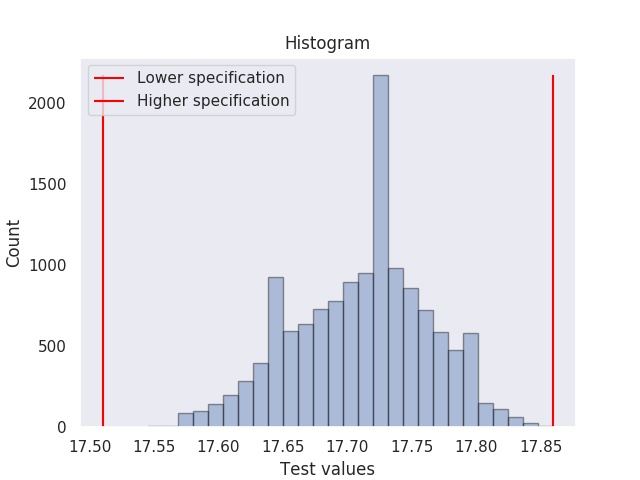 Histogram
Lower specification
Higher specification
2000
1500
1000
500
0
Count
17.50 17.55 17.60 17.65 17.70 17.75 17.80 17.85
Test values